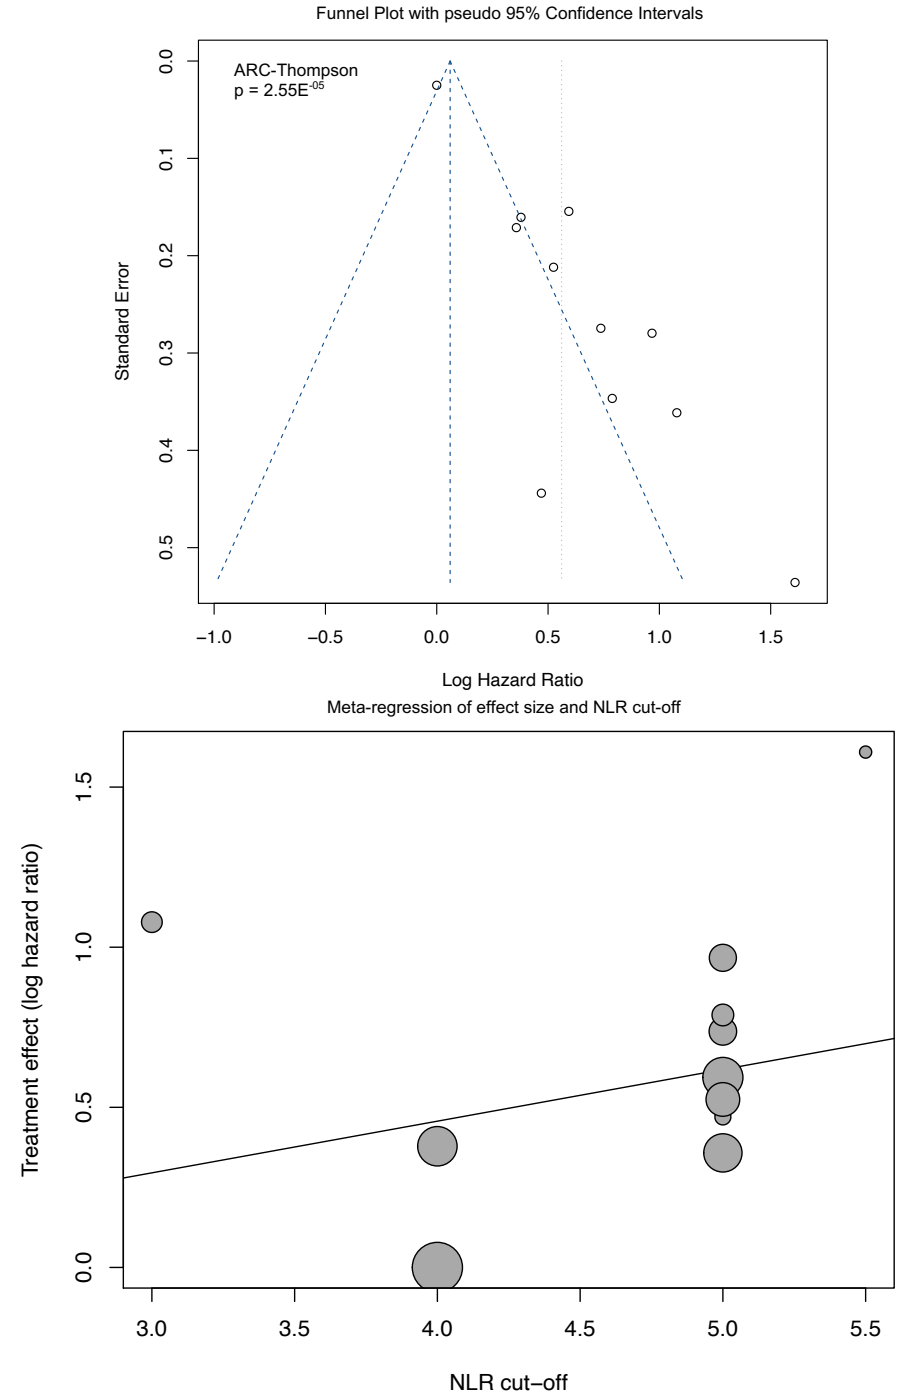 Funnel Plot with pseudo 95% Confidence Intervals
ARC-Thompson
p = 2.55E-05
0.0
0.1
0.2
0.3
0.4
0.5
Standard Error
−1.0 −0.5 0.0 0.5 1.0 1.5
Log Hazard Ratio
Meta-regression of effect size and NLR cut-off
1.5
1.0
0.5
0.0
Treatment effect (log hazard ratio)
3.0 3.5 4.0 4.5 5.0 5.5
NLR cut−off